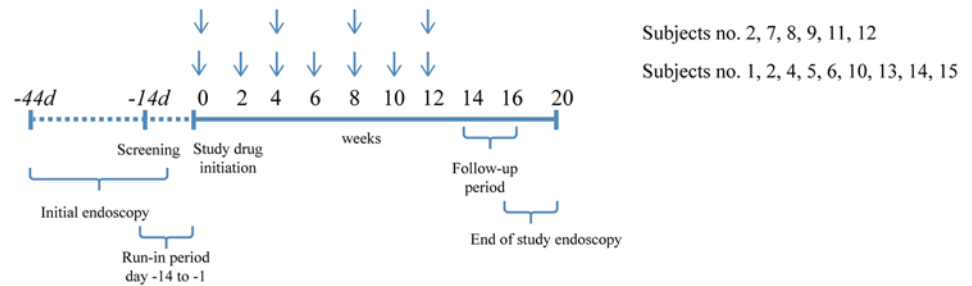 Subjects no. 2, 7, 8, 9, 11, 12
Subjects no. 1, 2, 4, 5, 6, 10, 13, 14, 15
-44d -14d 0 2 4 6 8 10 12 14 16 20
Screening
Study drug
initiation
weeks
Follow-up
period
Initial endoscopy
End of study endoscopy
Run-in period
day -14 to -1